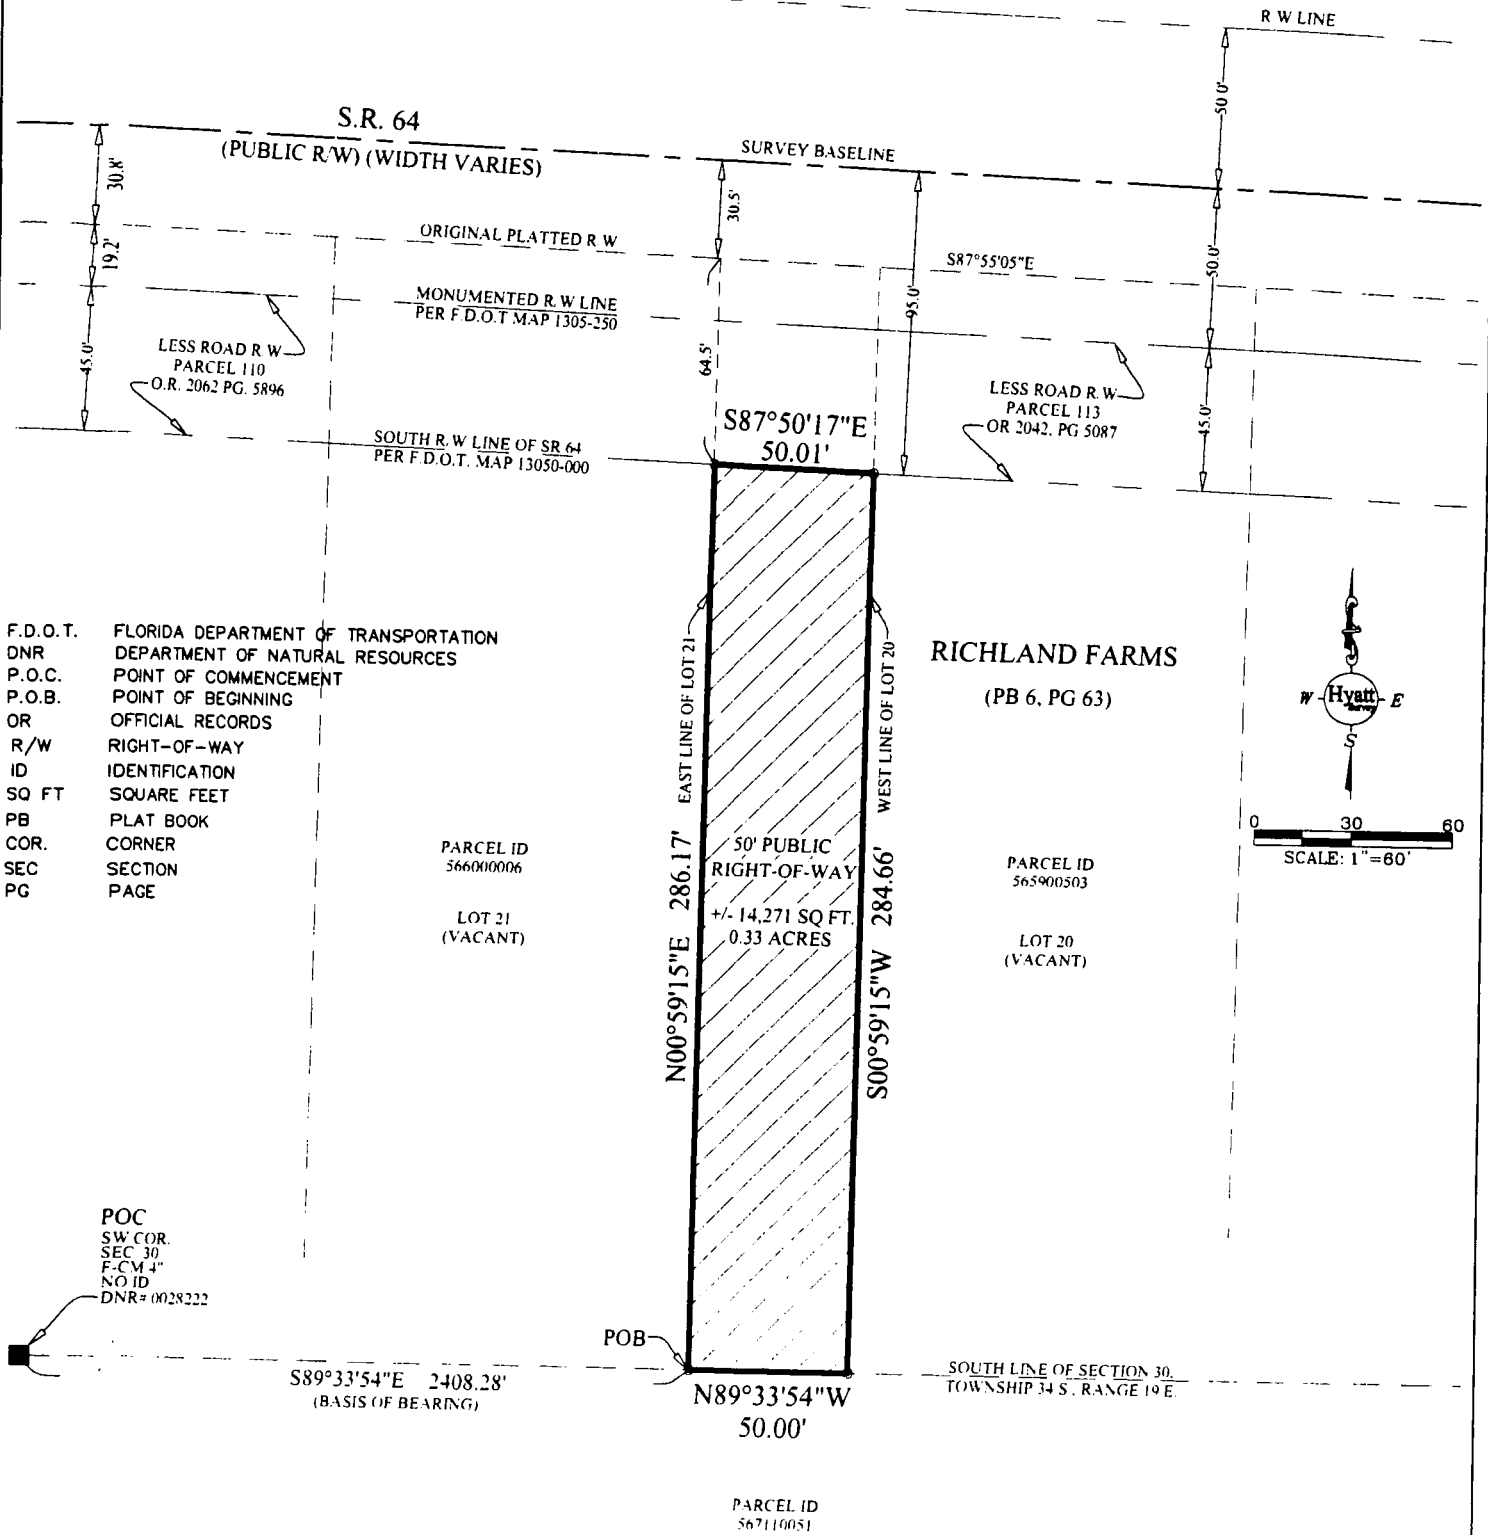 R W LINE
50.0'
S.R. 64
(PUBLIC R/W) (WIDTH VARIES)
SURVEY BASELINE
30.8'
30.5'
ORIGINAL PLATTED R W
19.2'
S87°55'05"E
50.0'
95.0'
MONUMENTED R. W LINE
PER F.D.O.T MAP 1305-250
LESS ROAD R. W
PARCEL 110
O.R. 2062 PG. 5896
45.0'
64.5'
LESS ROAD R. W
PARCEL 113
OR 2042, PG 5087
45.0'
S87°50'17"E
50.01'
SOUTH R. W LINE OF SR 64
PER F.D.O.T. MAP 13050-000
F.D.O.T. FLORIDA DEPARTMENT OF TRANSPORTATION
DNR DEPARTMENT OF NATURAL RESOURCES
P.O.C. POINT OF COMMENCEMENT
P.O.B. POINT OF BEGINNING
OR OFFICIAL RECORDS
R/W RIGHT-OF-WAY
ID IDENTIFICATION
SQ FT SQUARE FEET
PB PLAT BOOK
COR. CORNER
SEC SECTION
PG PAGE
EAST LINE OF LOT 21
WEST LINE OF LOT 20
RICHLAND FARMS
(PB 6, PG 63)
W Hyatt E
Survey
S
0 30 60
SCALE: 1"=60'
N00°59'15"E 286.17'
S00°59'15"W 284.66'
50' PUBLIC
RIGHT-OF-WAY
+/- 14,271 SQ FT.
0.33 ACRES
PARCEL ID
566000006
LOT 21
(VACANT)
PARCEL ID
565900503
LOT 20
(VACANT)
POC
SW COR.
SEC 30
F-CM 4"
NO ID
DNR# 0028222
POB
S89°33'54"E 2408.28'
(BASIS OF BEARING)
N89°33'54"W
50.00'
SOUTH LINE OF SECTION 30,
TOWNSHIP 34 S., RANGE 19 E.
PARCEL ID
567110051